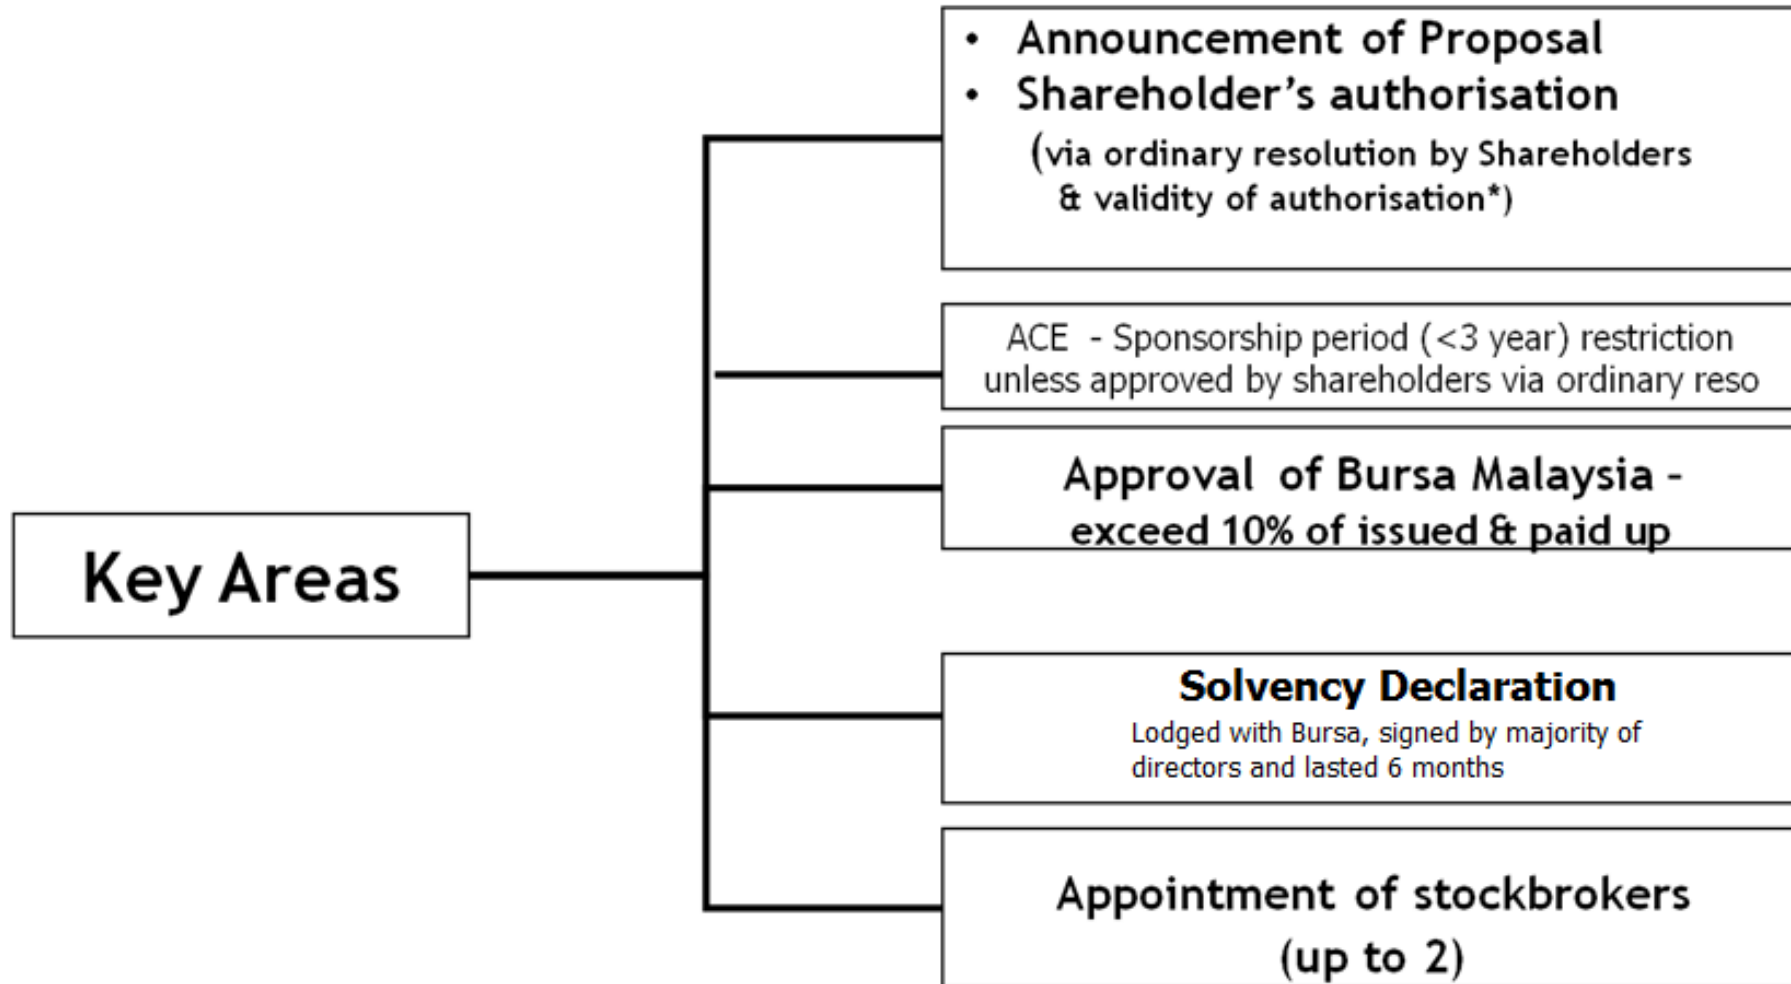 • Announcement of Proposal
• Shareholder’s authorisation
(via ordinary resolution by Shareholders
& validity of authorisation*)
ACE - Sponsorship period (<3 year) restriction
unless approved by shareholders via ordinary reso
Approval of Bursa Malaysia -
exceed 10% of issued & paid up
Key Areas
Solvency Declaration
Lodged with Bursa, signed by majority of
directors and lasted 6 months
Appointment of stockbrokers
(up to 2)